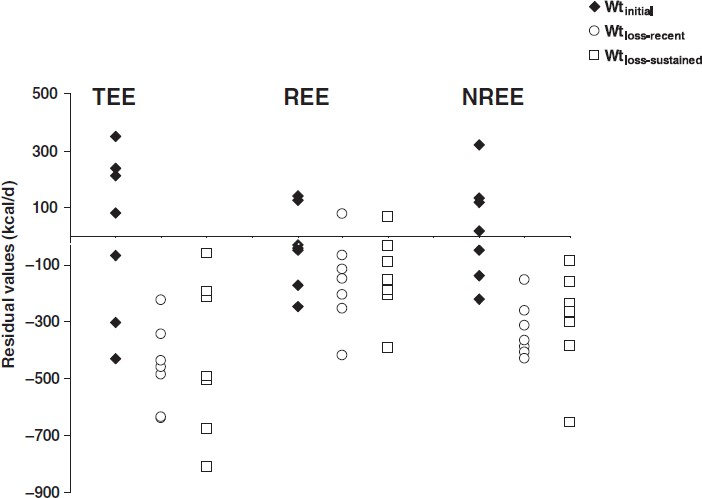 Wtinitial
Wtloss-recent
Wtloss-sustained
TEE REE NREE
Residual values (kcal/d)
500
300
100
−100
−300
−500
−700
−900